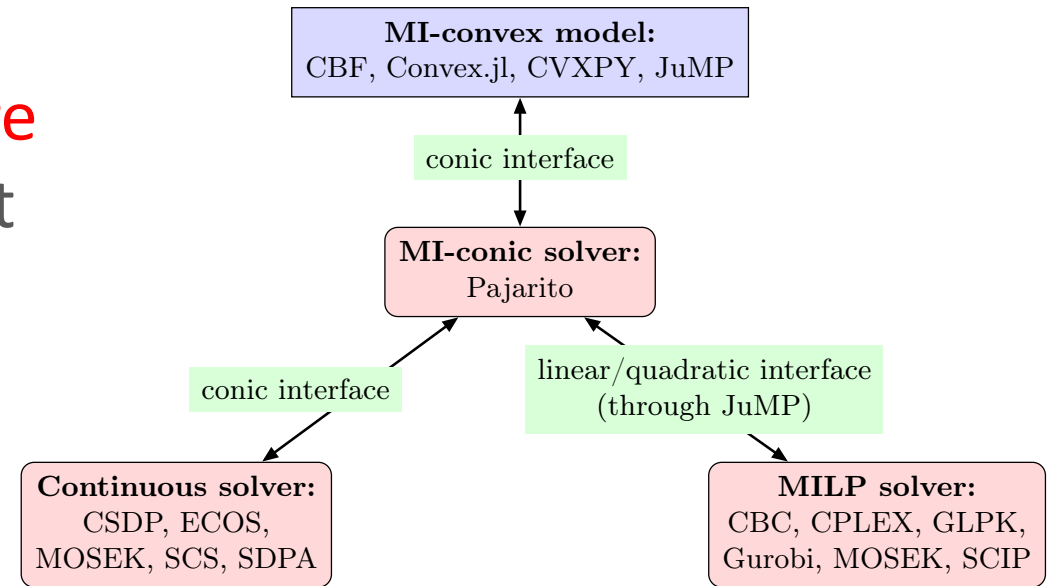 MI-convex model:
CBF, Convex.jl, CVXPY, JuMP
conic interface
MI-conic solver:
Pajarito
conic interface
linear/quadratic interface
(through JuMP)
Continuous solver:
CSDP, ECOS,
MOSEK, SCS, SDPA
MILP solver:
CBC, CPLEX, GLPK,
Gurobi, MOSEK, SCIP